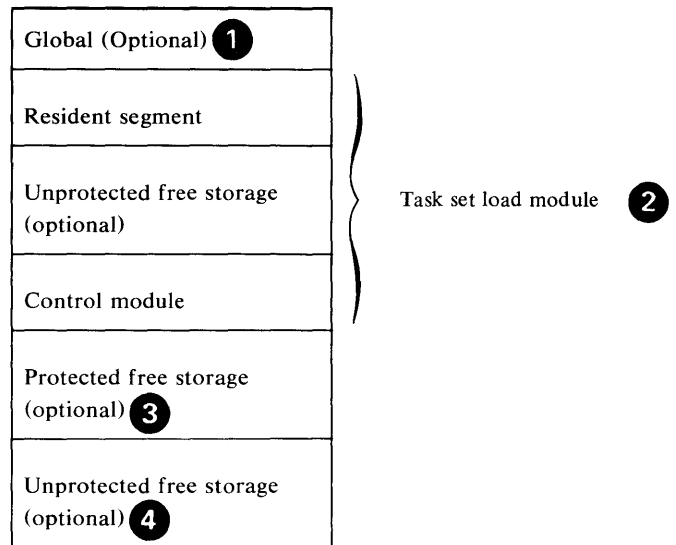 Global (Optional) 1
Resident segment
Unprotected free storage
(optional)
Task set load module 2
Control module
Protected free storage
(optional) 3
Unprotected free storage
(optional) 4